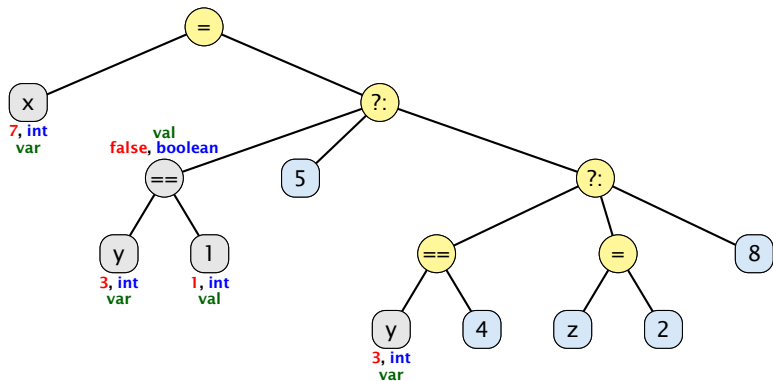 =
x
7, int
var
?:
val
false, boolean
==
5
?:
y
3, int
var
1
1, int
val
==
=
8
y
3, int
var
4
z
2